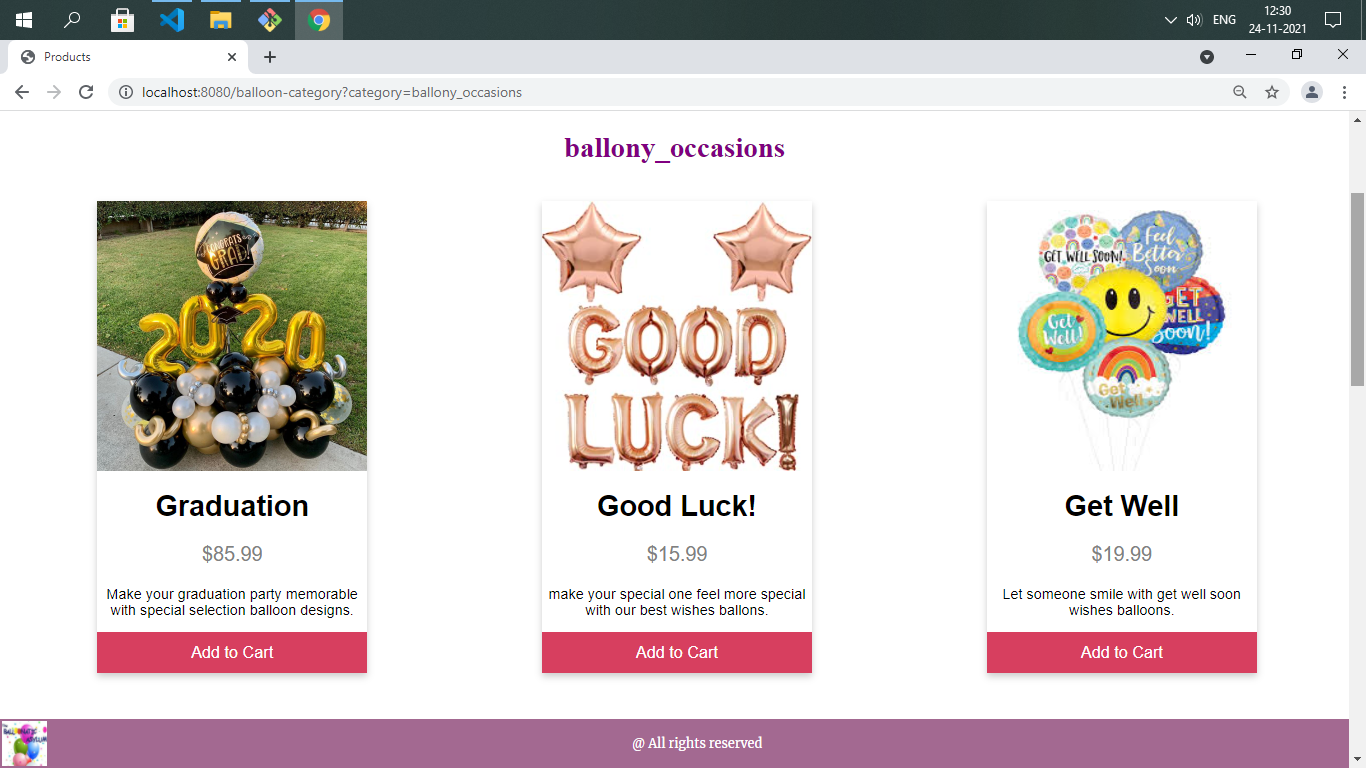 ENG
12:30
24-11-2021
Products
localhost:8080/balloon-category?category=ballony_occasions
ballony_occasions
CONGRATS
GRAD!
2020
GOOD
LUCK!
GET WELL SOON!
Feel
Better
Soon
GET
WELL
Soon!
Get
Well!
Get
Well
Graduation
$85.99
Make your graduation party memorable
with special selection balloon designs.
Add to Cart
Good Luck!
$15.99
make your special one feel more special
with our best wishes ballons.
Add to Cart
Get Well
$19.99
Let someone smile with get well soon
wishes balloons.
Add to Cart
@ All rights reserved